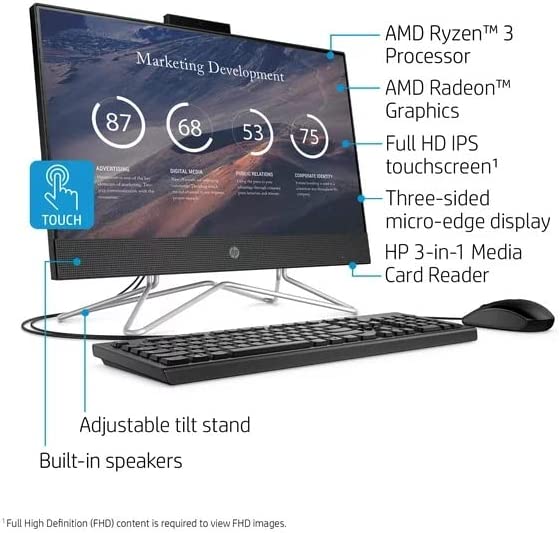 AMD Ryzen™ 3
Processor
AMD Radeon™
Graphics
Full HD IPS
touchscreen¹
Three-sided
micro-edge display
HP 3-in-1 Media
Card Reader
Marketing Development
87
68
53
75
ADVERTISING
DIGITAL MEDIA
PUBLIC RELATIONS
CORPORATE IDENTITY
TOUCH
hp
Adjustable tilt stand
Built-in speakers
¹Full High Definition (FHD) content is required to view FHD images.